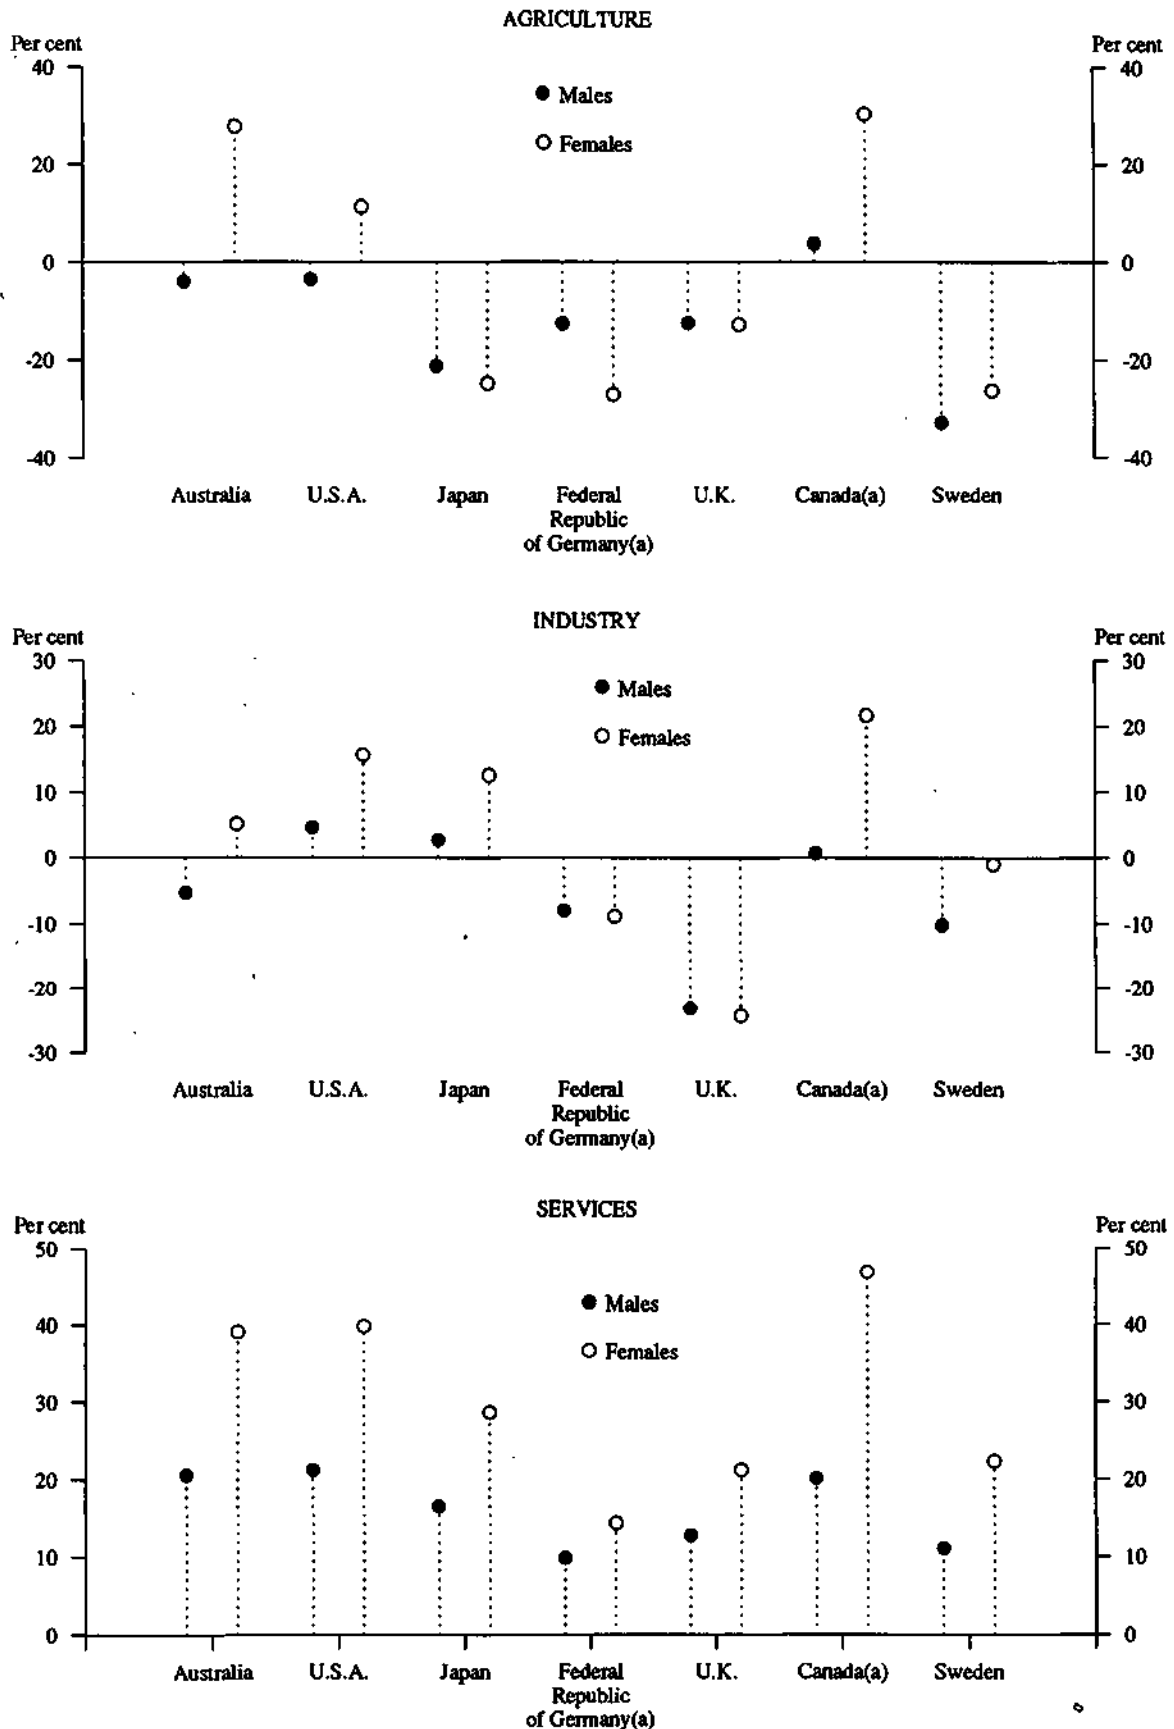 AGRICULTURE
Per cent Per cent
40 Males 40
20 Females 20
0 0
-20 -20
-40 -40
Australia U.S.A. Japan Federal U.K. Canada(a) Sweden
Republic
of Germany(a)
INDUSTRY
Per cent Per cent
30 Males 30
20 Females 20
10 10
0 0
-10 -10
-20 -20
-30 -30
Australia U.S.A. Japan Federal U.K. Canada(a) Sweden
Republic
of Germany(a)
SERVICES
Per cent Per cent
50 50
Males
40 Females 40
30 30
20 20
10 10
0 0
Australia U.S.A. Japan Federal U.K. Canada(a) Sweden
Republic
of Germany(a)